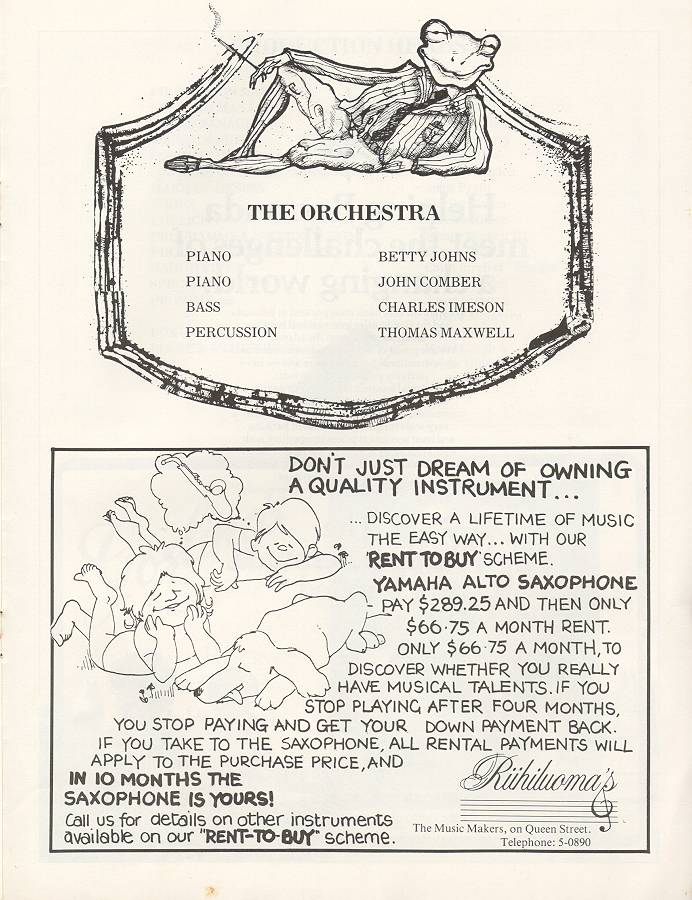 THE ORCHESTRA
PIANO BETTY JOHNS
PIANO JOHN COMBER
BASS CHARLES IMESON
PERCUSSION THOMAS MAXWELL
DON'T JUST DREAM OF OWNING
A QUALITY INSTRUMENT...
... DISCOVER A LIFETIME OF MUSIC
THE EASY WAY... WITH OUR
"RENT TO BUY" SCHEME.
YAMAHA ALTO SAXOPHONE
- PAY $289.25 AND THEN ONLY
$66.75 A MONTH RENT.
ONLY $66.75 A MONTH, TO
DISCOVER WHETHER YOU REALLY
HAVE MUSICAL TALENTS. IF YOU
STOP PLAYING AFTER FOUR MONTHS,
YOU STOP PAYING AND GET YOUR DOWN PAYMENT BACK.
IF YOU TAKE TO THE SAXOPHONE, ALL RENTAL PAYMENTS WILL
APPLY TO THE PURCHASE PRICE, AND
IN 10 MONTHS THE
SAXOPHONE IS YOURS!
Call us for details on other instruments
available on our "RENT-TO-BUY" scheme.
Riihiluoma's
The Music Makers, on Queen Street.
Telephone: 5-0890